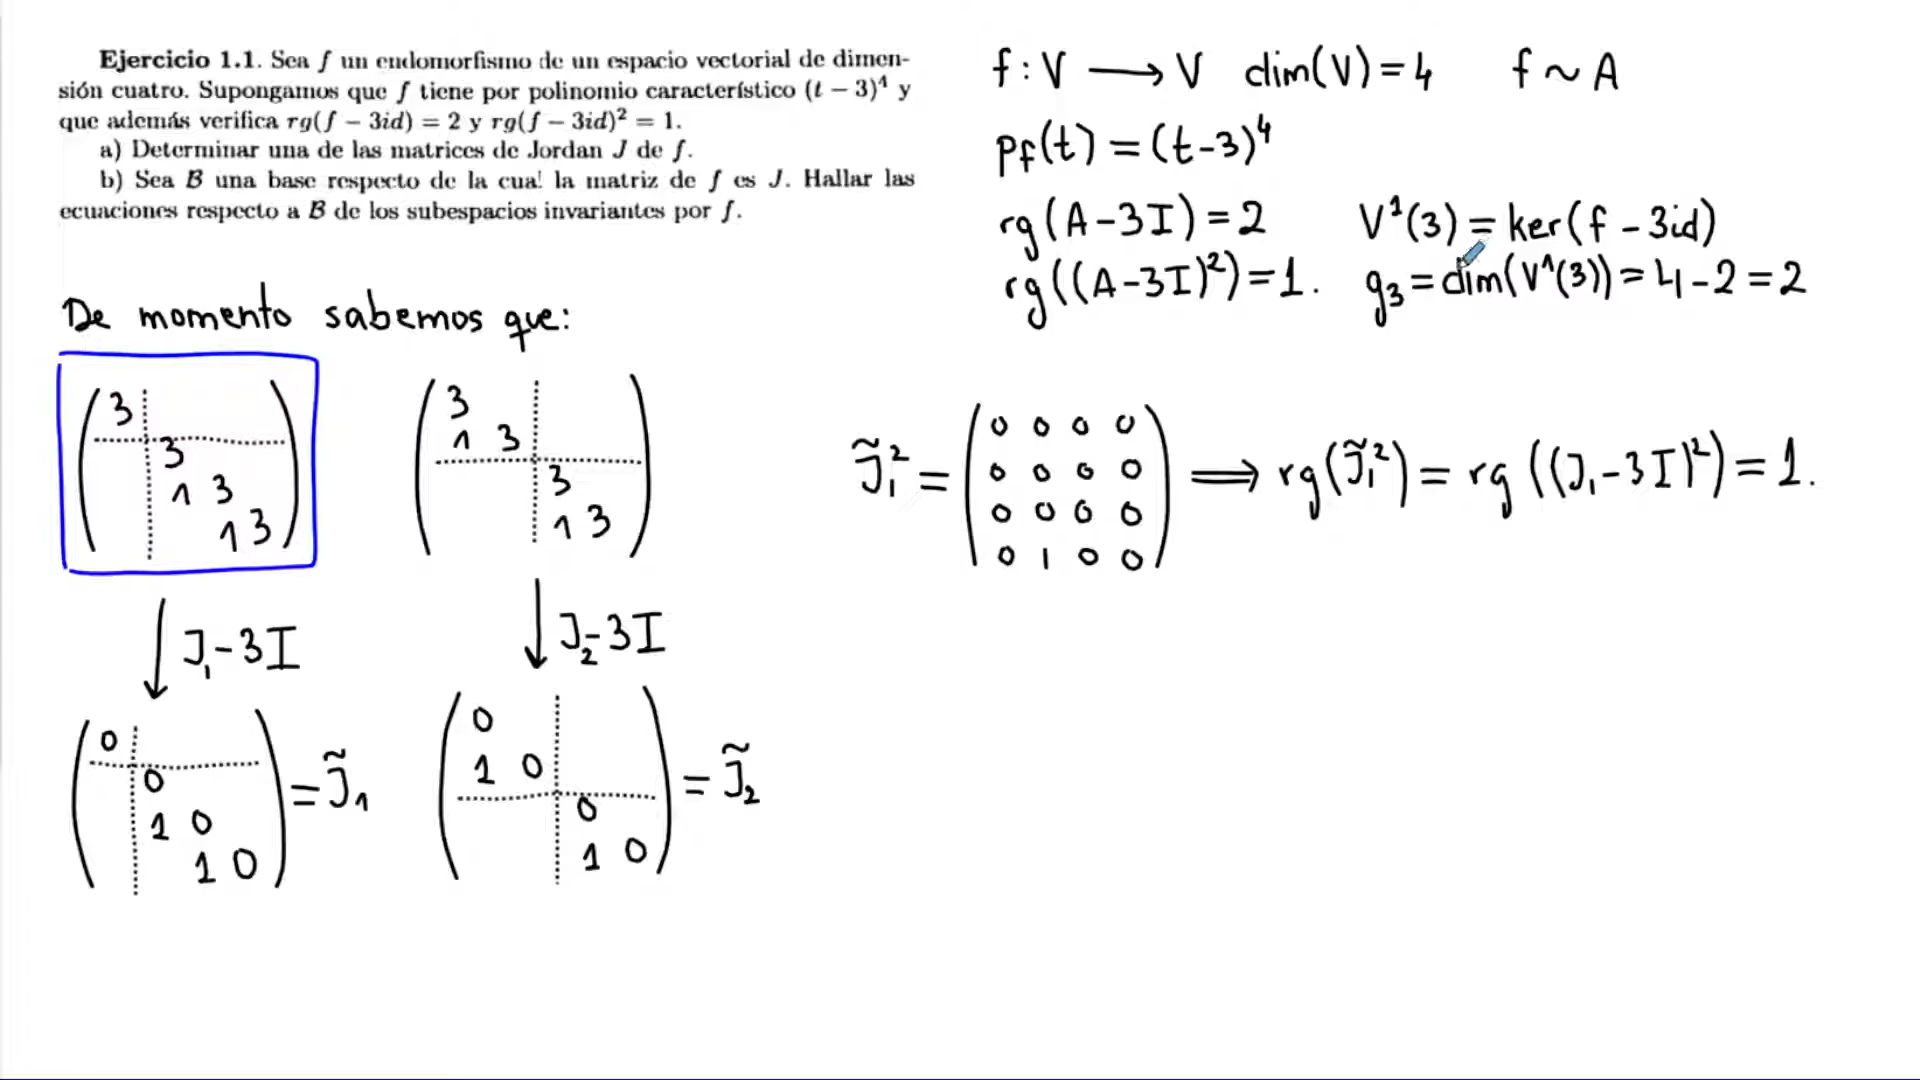 Ejercicio 1.1. Sea f un endomorfismo de un espacio vectorial de dimen-
sión cuatro. Supongamos que f tiene por polinomio característico (t − 3)⁴ y
que además verifica rg(f − 3id) = 2 y rg(f − 3id)² = 1.
a) Determinar una de las matrices de Jordan J de f.
b) Sea B una base respecto de la cual la matriz de f es J. Hallar las
ecuaciones respecto a B de los subespacios invariantes por f.
f : V ⟶ V dim(V) = 4 f ~ A
Pf(t) = (t-3)⁴
rg(A-3I) = 2 V¹(3) = ker(f - 3id)
rg((A-3I)²) = 1. g₃ = dim(V¹(3)) = 4 - 2 = 2
De momento sabemos que:
3
3
1 3
1 3
3
1 3
3
1 3
J̃₁² =
0 0 0 0
0 0 0 0
0 0 0 0
0 1 0 0
⟹ rg(J̃₁²) = rg((J₁-3I)²) = 1.
↓ J₁-3I
↓ J₂-3I
0
0
1 0
1 0
= J̃₁
0
1 0
0
1 0
= J̃₂